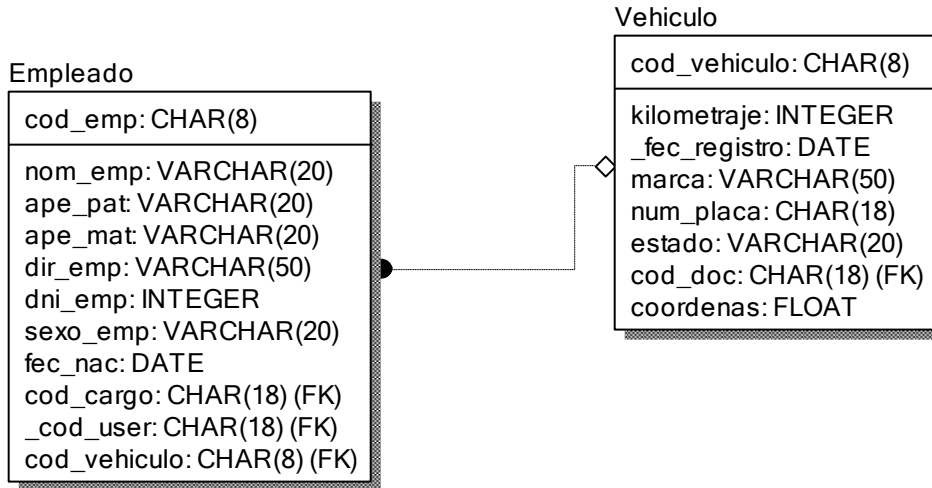 Empleado
cod_emp: CHAR(8)
nom_emp: VARCHAR(20)
ape_pat: VARCHAR(20)
ape_mat: VARCHAR(20)
dir_emp: VARCHAR(50)
dni_emp: INTEGER
sexo_emp: VARCHAR(20)
fec_nac: DATE
cod_cargo: CHAR(18) (FK)
_cod_user: CHAR(18) (FK)
cod_vehiculo: CHAR(8) (FK)
Vehiculo
cod_vehiculo: CHAR(8)
kilometraje: INTEGER
_fec_registro: DATE
marca: VARCHAR(50)
num_placa: CHAR(18)
estado: VARCHAR(20)
cod_doc: CHAR(18) (FK)
coordenas: FLOAT